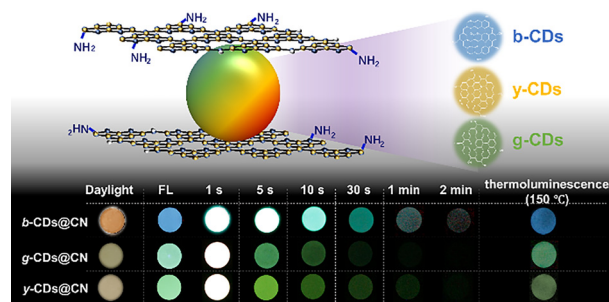 NH₂ NH₂
NH₂ NH₂ NH₂
b-CDs
y-CDs
₂HN NH₂
NH₂
g-CDs
Daylight FL 1 s 5 s 10 s 30 s 1 min 2 min thermoluminescence
(150 ℃)
b-CDs@CN
g-CDs@CN
y-CDs@CN